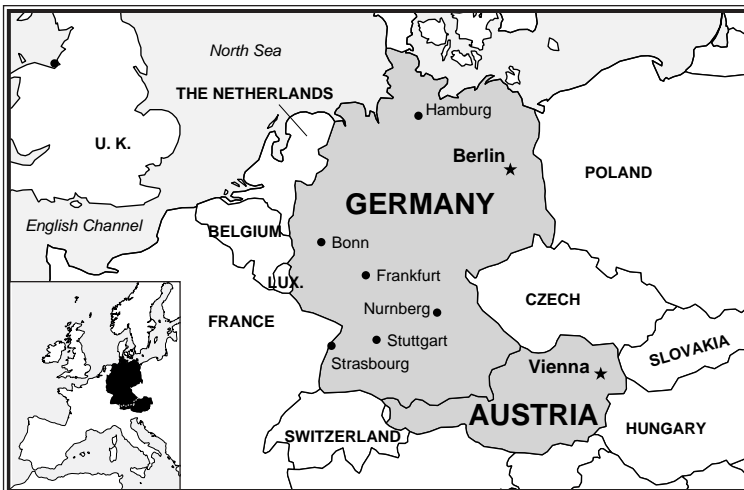 North Sea
THE NETHERLANDS
Hamburg
U. K.
Berlin
POLAND
GERMANY
English Channel
BELGIUM
Bonn
LUX.
Frankfurt
CZECH
Nurnberg
FRANCE
Stuttgart
SLOVAKIA
Strasbourg
Vienna
AUSTRIA
SWITZERLAND
HUNGARY